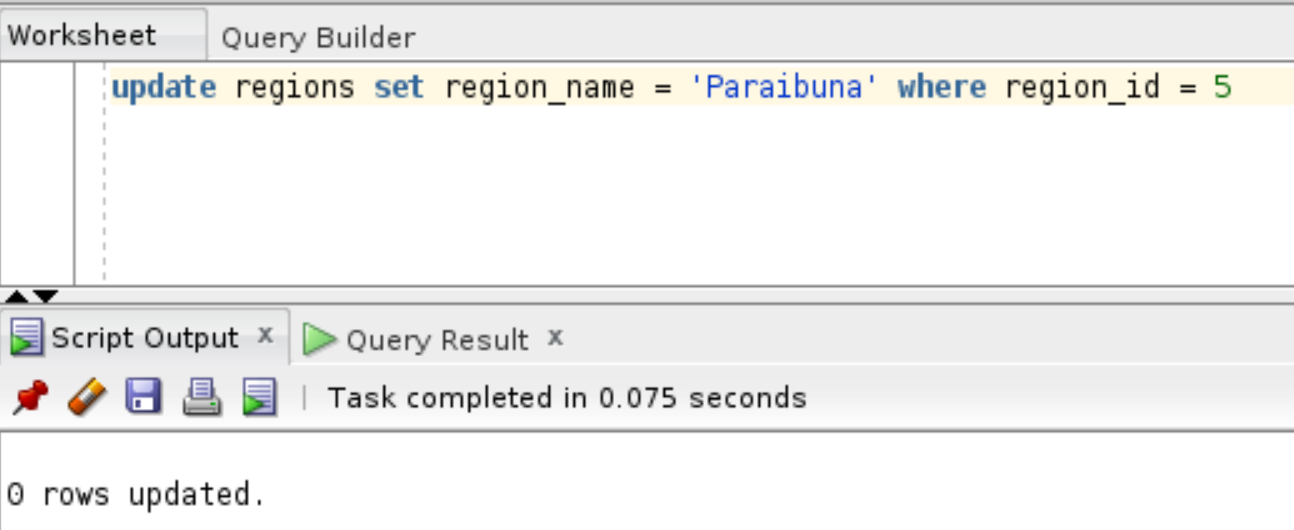 Worksheet Query Builder
update regions set region_name = 'Paraibuna' where region_id = 5
Script Output x Query Result x
Task completed in 0.075 seconds
0 rows updated.